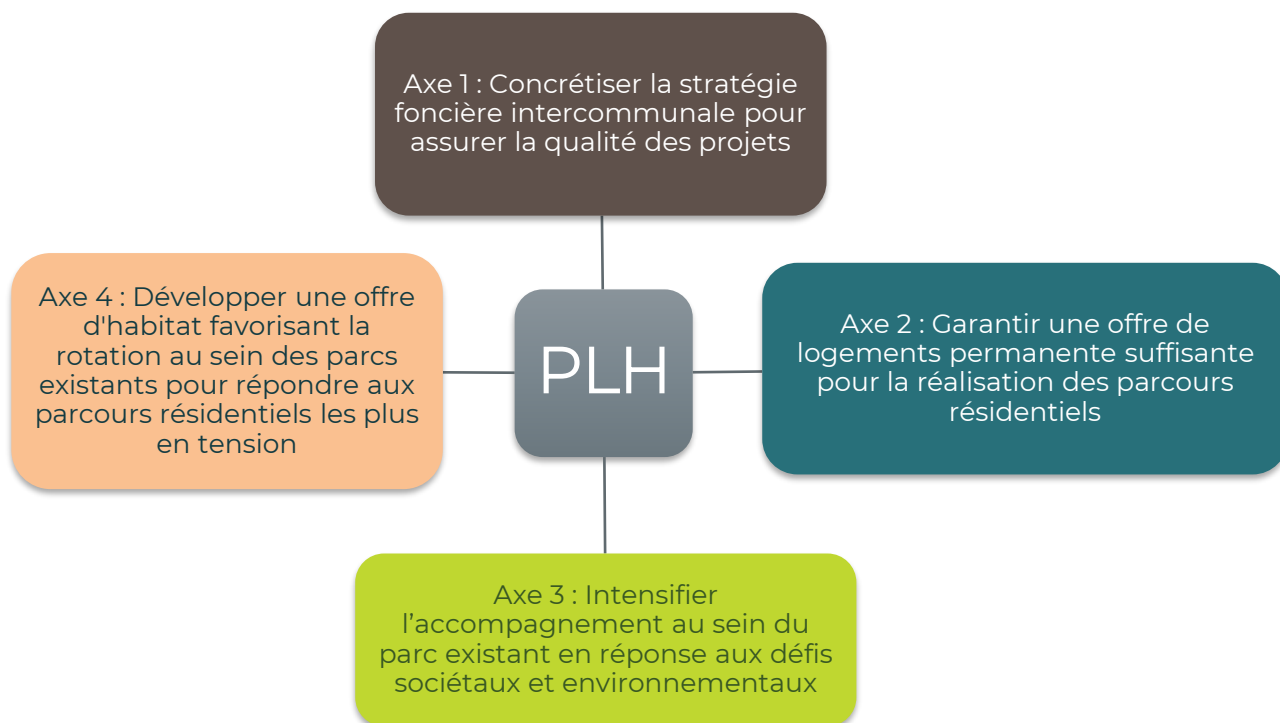 Axe 1 : Concrétiser la stratégie
foncière intercommunale pour
assurer la qualité des projets
Axe 4 : Développer une offre
d'habitat favorisant la
rotation au sein des parcs
existants pour répondre aux
parcours résidentiels les plus
en tension
PLH
Axe 2 : Garantir une offre de
logements permanente suffisante
pour la réalisation des parcours
résidentiels
Axe 3 : Intensifier
l’accompagnement au sein du
parc existant en réponse aux défis
sociétaux et environnementaux